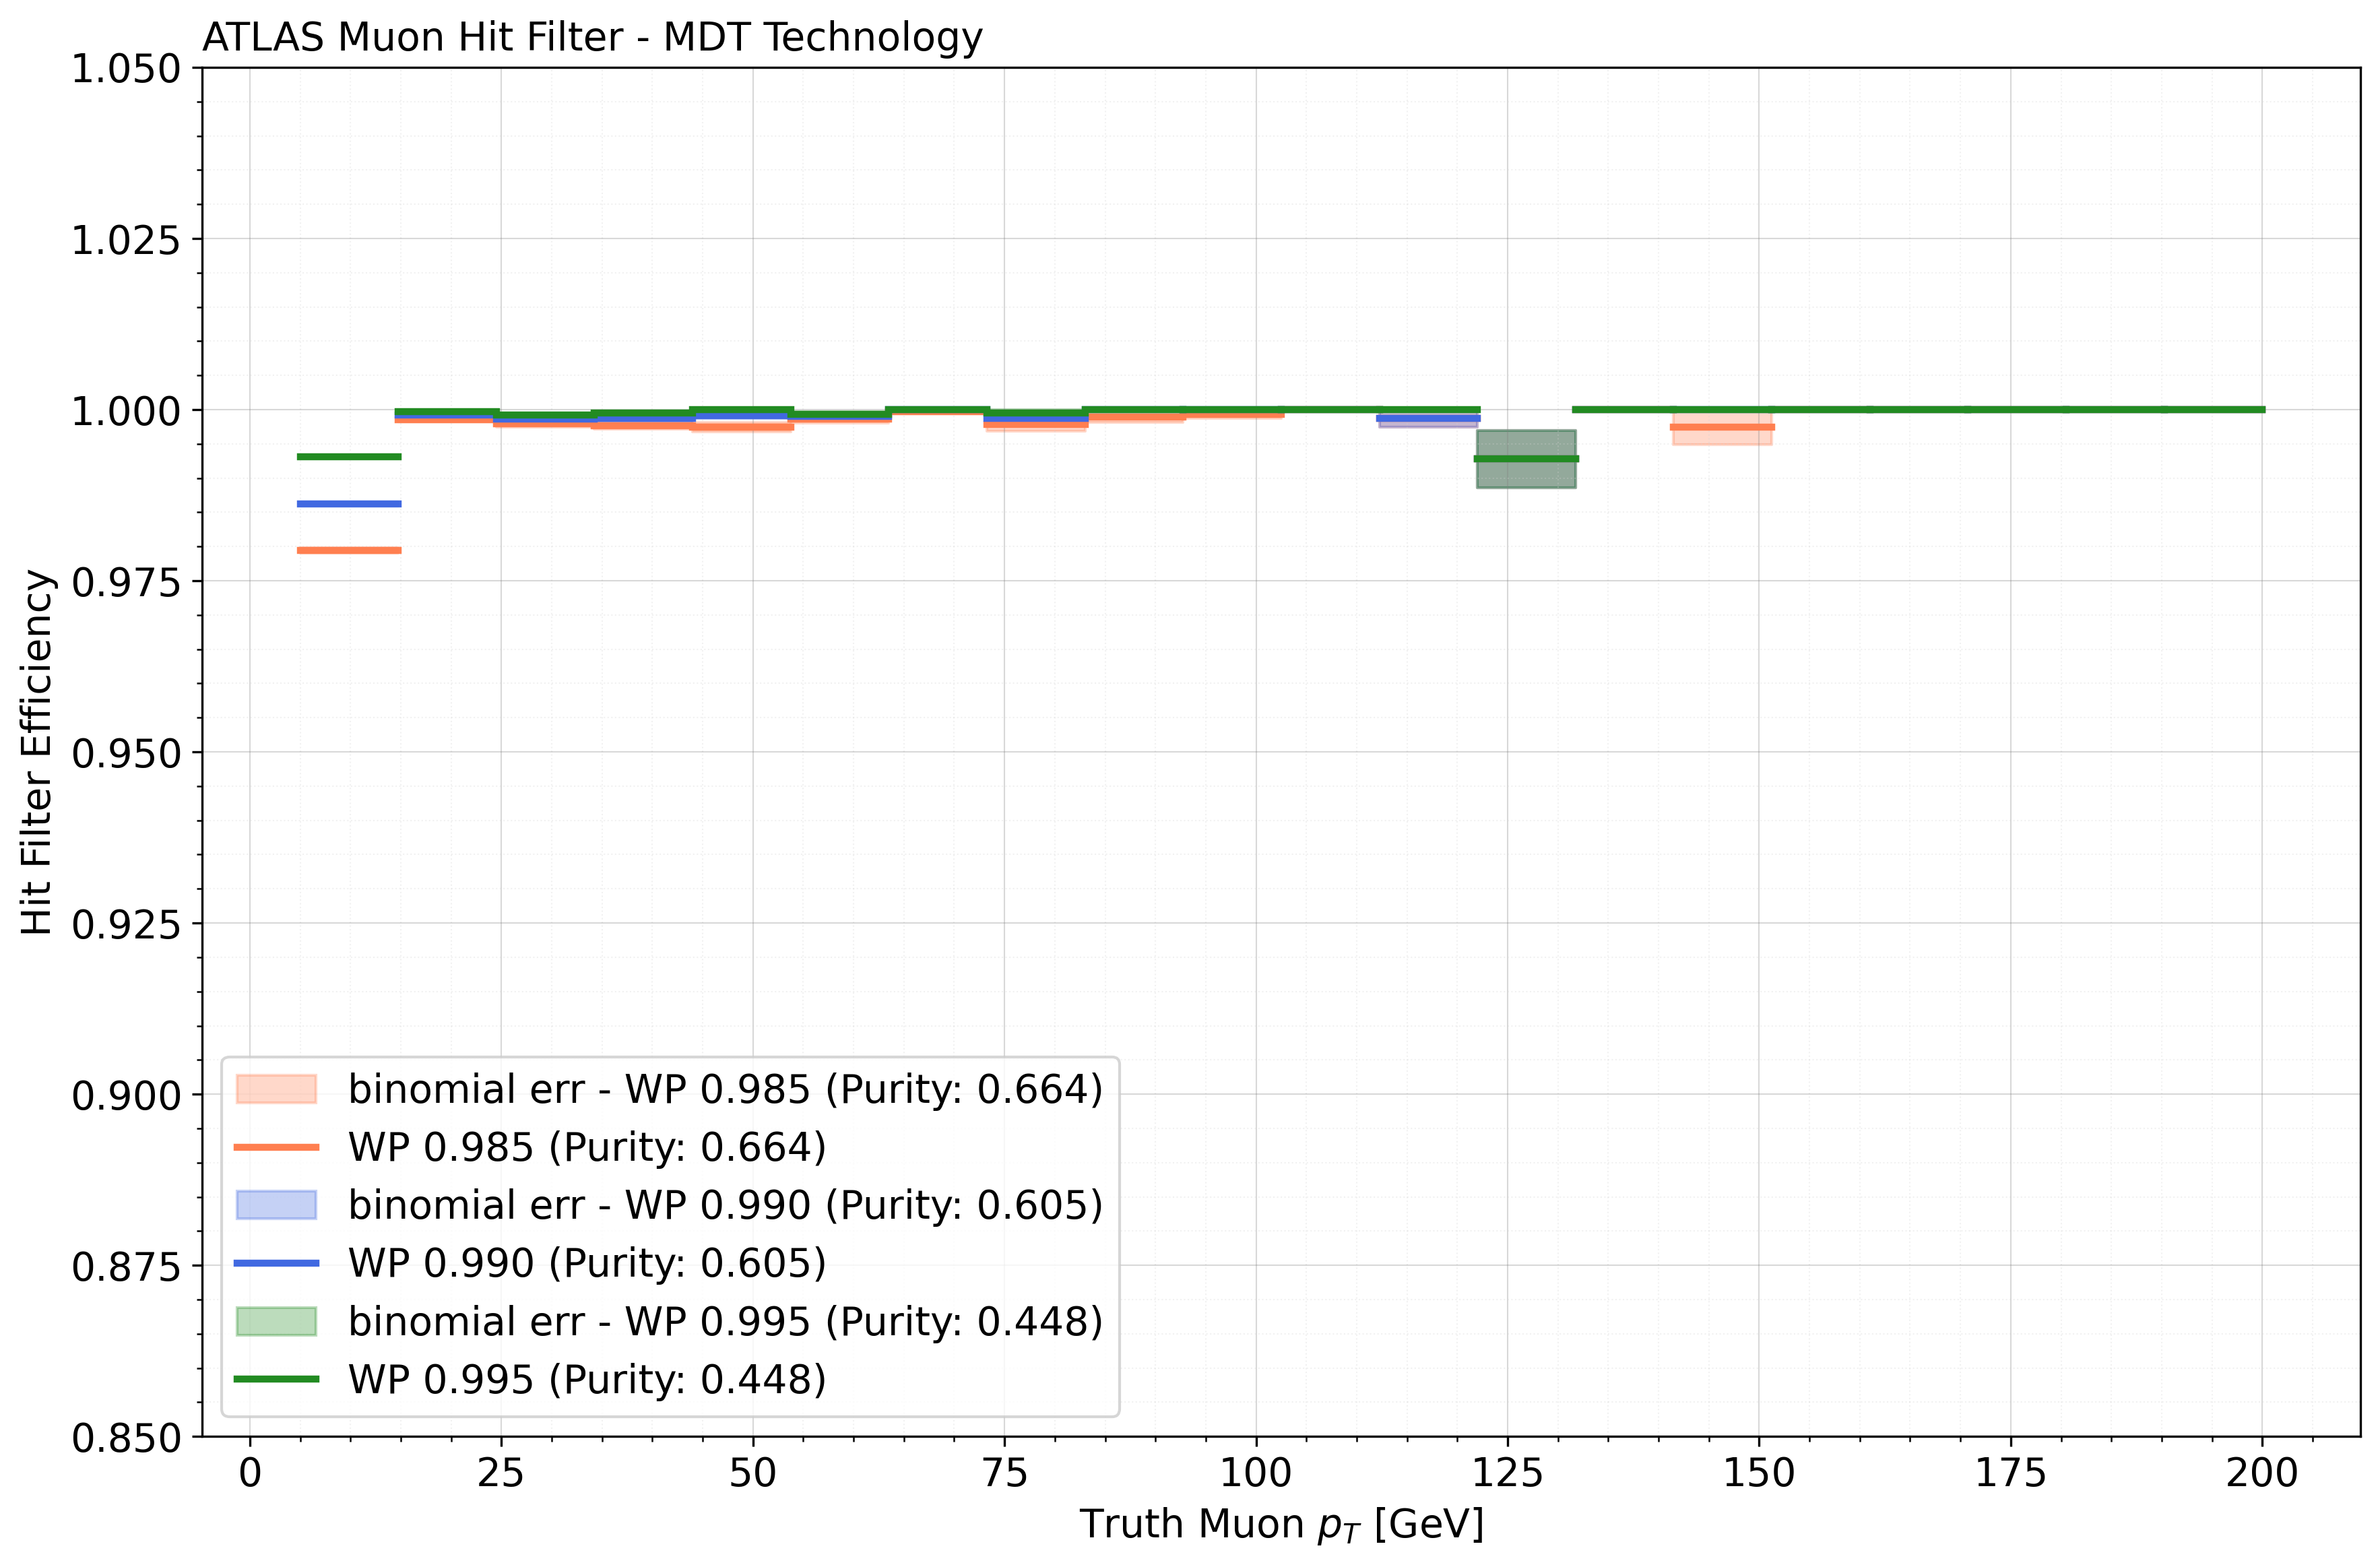 ATLAS Muon Hit Filter - MDT Technology
1.050
1.025
1.000
0.975
0.950
0.925
0.900
0.875
0.850
Hit Filter Efficiency
binomial err - WP 0.985 (Purity: 0.664)
WP 0.985 (Purity: 0.664)
binomial err - WP 0.990 (Purity: 0.605)
WP 0.990 (Purity: 0.605)
binomial err - WP 0.995 (Purity: 0.448)
WP 0.995 (Purity: 0.448)
0 25 50 75 100 125 150 175 200
Truth Muon p_T [GeV]